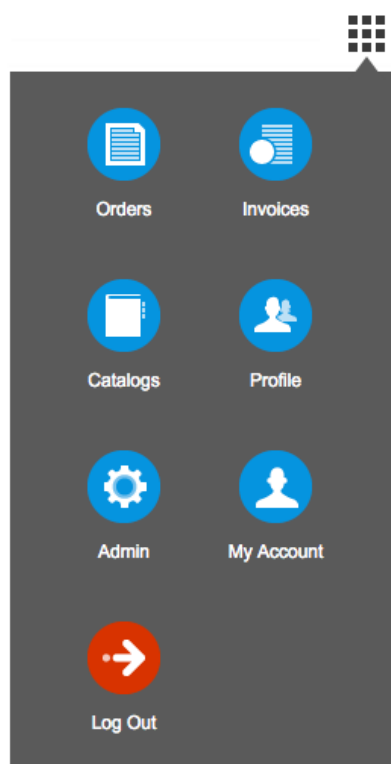 Orders
Invoices
Catalogs
Profile
Admin
My Account
Log Out